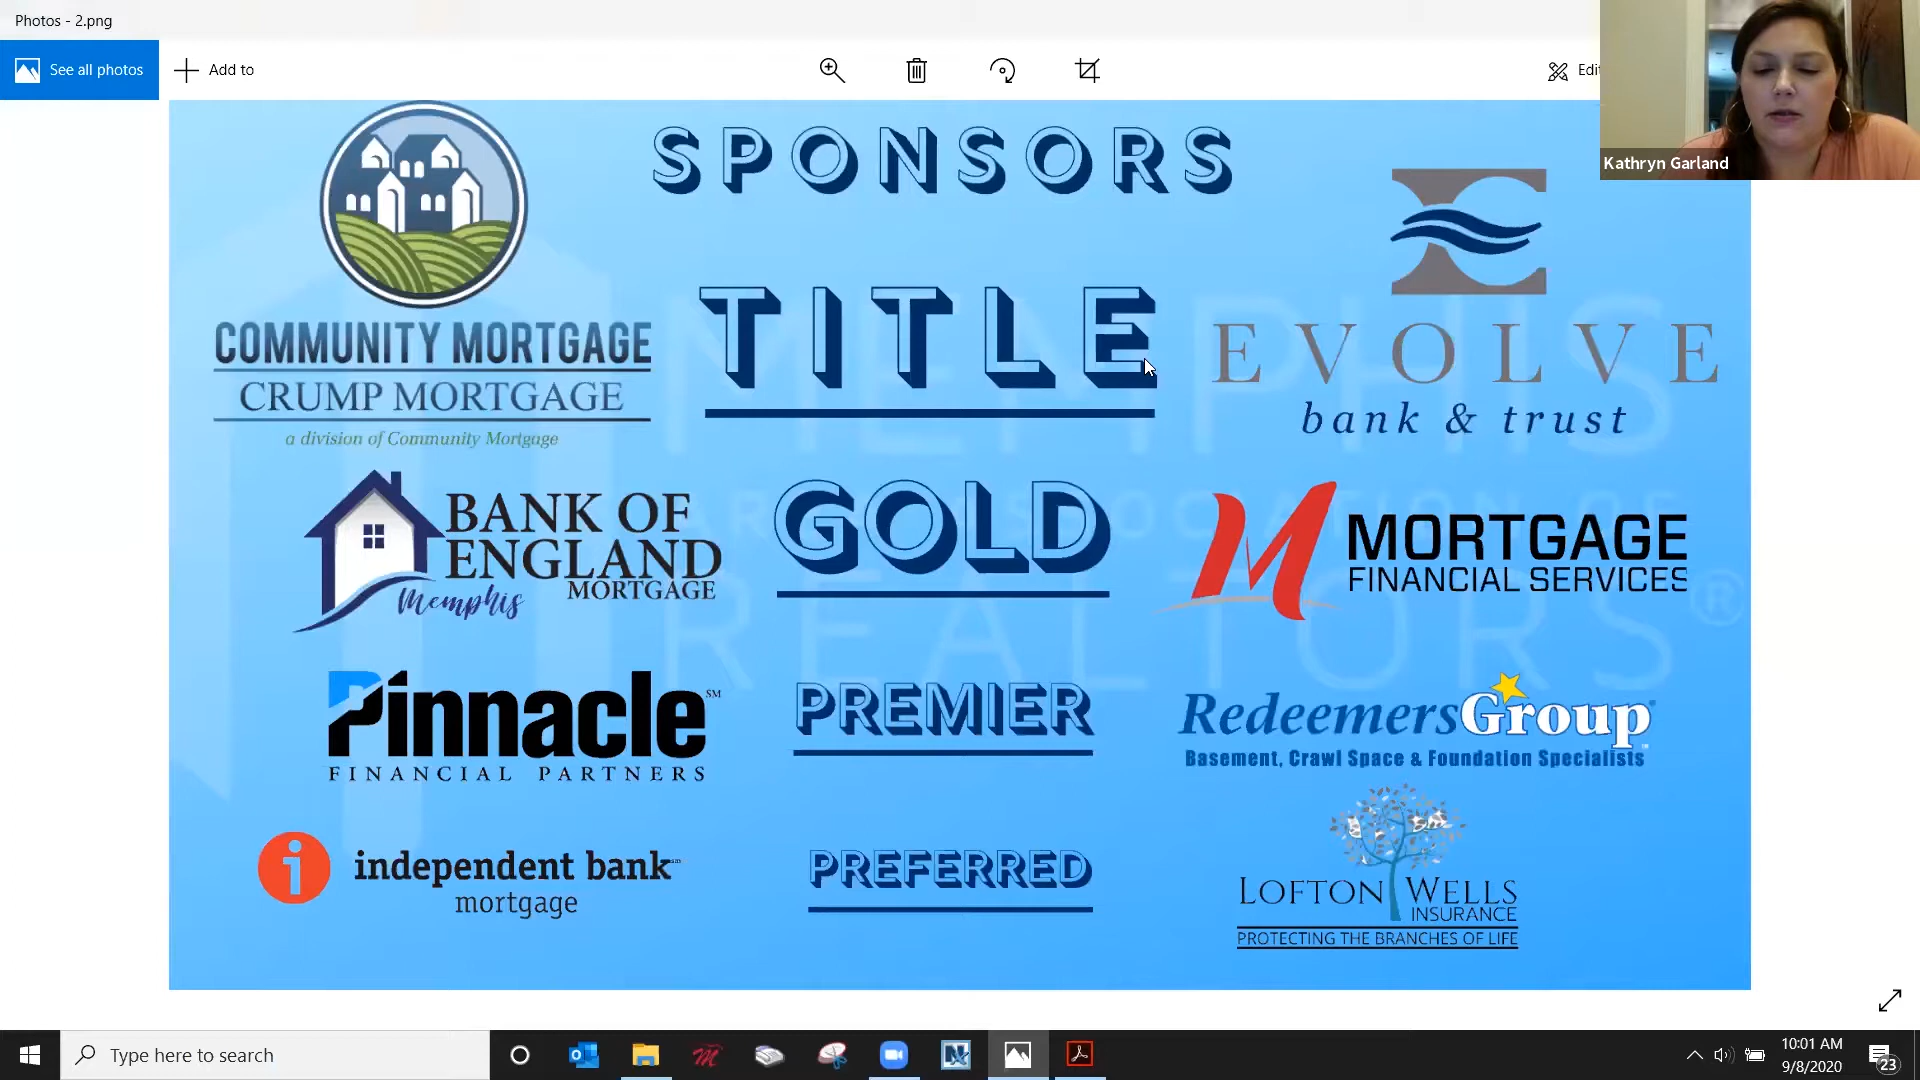 Photos - 2.png
See all photos
Add to
Kathryn Garland
SPONSORS
COMMUNITY MORTGAGE
CRUMP MORTGAGE
a division of Community Mortgage
TITLE
EVOLVE
bank & trust
BANK OF
ENGLAND
MORTGAGE
Memphis
GOLD
M MORTGAGE
FINANCIAL SERVICES
Pinnacle SM
FINANCIAL PARTNERS
PREMIER
RedeemersGroup
Basement, Crawl Space & Foundation Specialists
i independent bank
mortgage
PREFERRED
LOFTON WELLS
INSURANCE
PROTECTING THE BRANCHES OF LIFE
MEMPHIS
REALTORS®
Type here to search
10:01 AM
9/8/2020
23